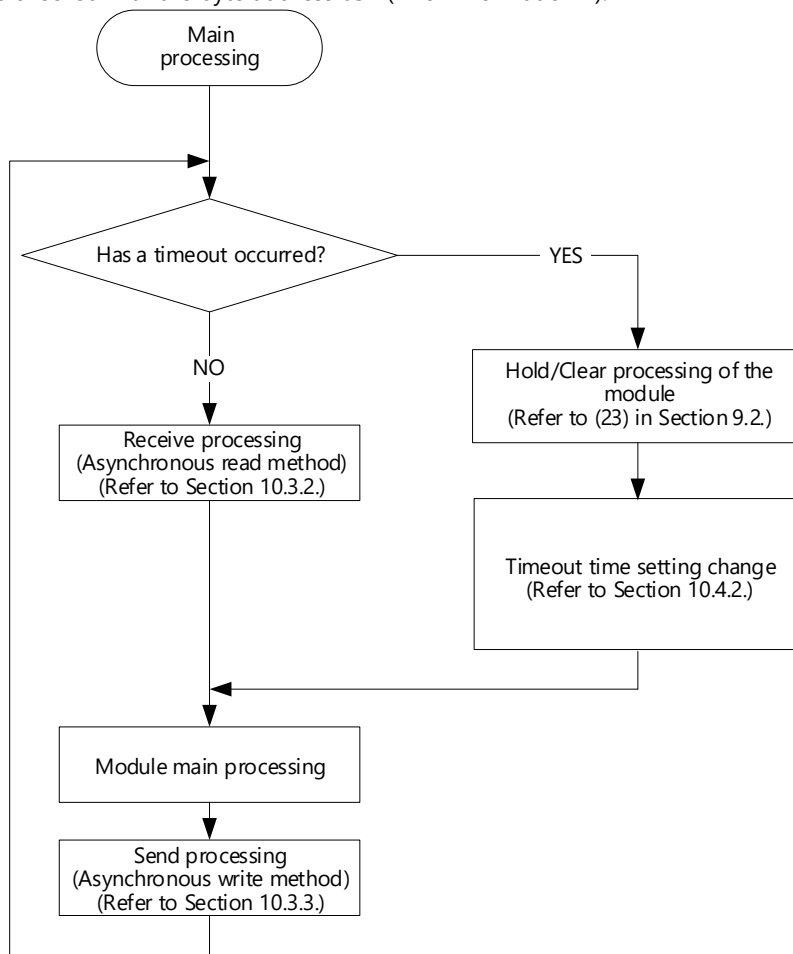 Main
processing
Has a timeout occurred?
YES
NO
Hold/Clear processing of the
module
(Refer to (23) in Section 9.2.)
Receive processing
(Asynchronous read method)
(Refer to Section 10.3.2.)
Timeout time setting change
(Refer to Section 10.4.2.)
Module main processing
Send processing
(Asynchronous write method)
(Refer to Section 10.3.3.)